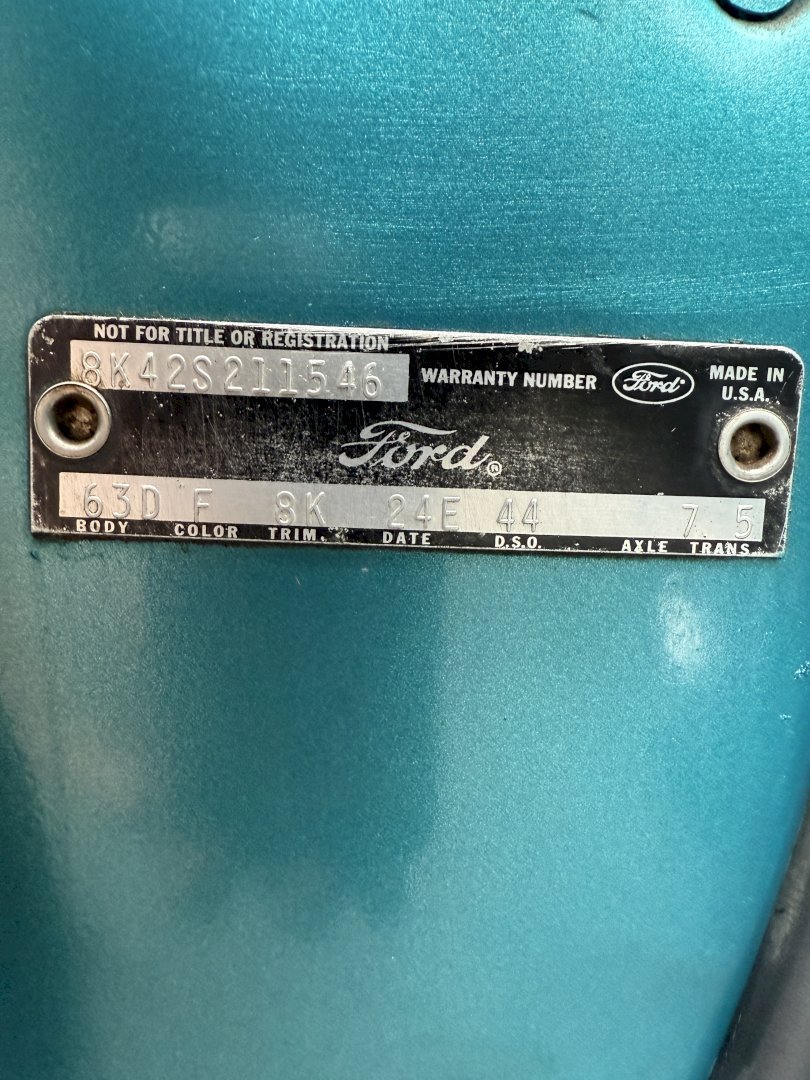 NOT FOR TITLE OR REGISTRATION
8K42S211546 WARRANTY NUMBER Ford MADE IN U.S.A.
Ford®
63D F 8K 24E 44 7 5
BODY COLOR TRIM. DATE D.S.O. AXLE TRANS